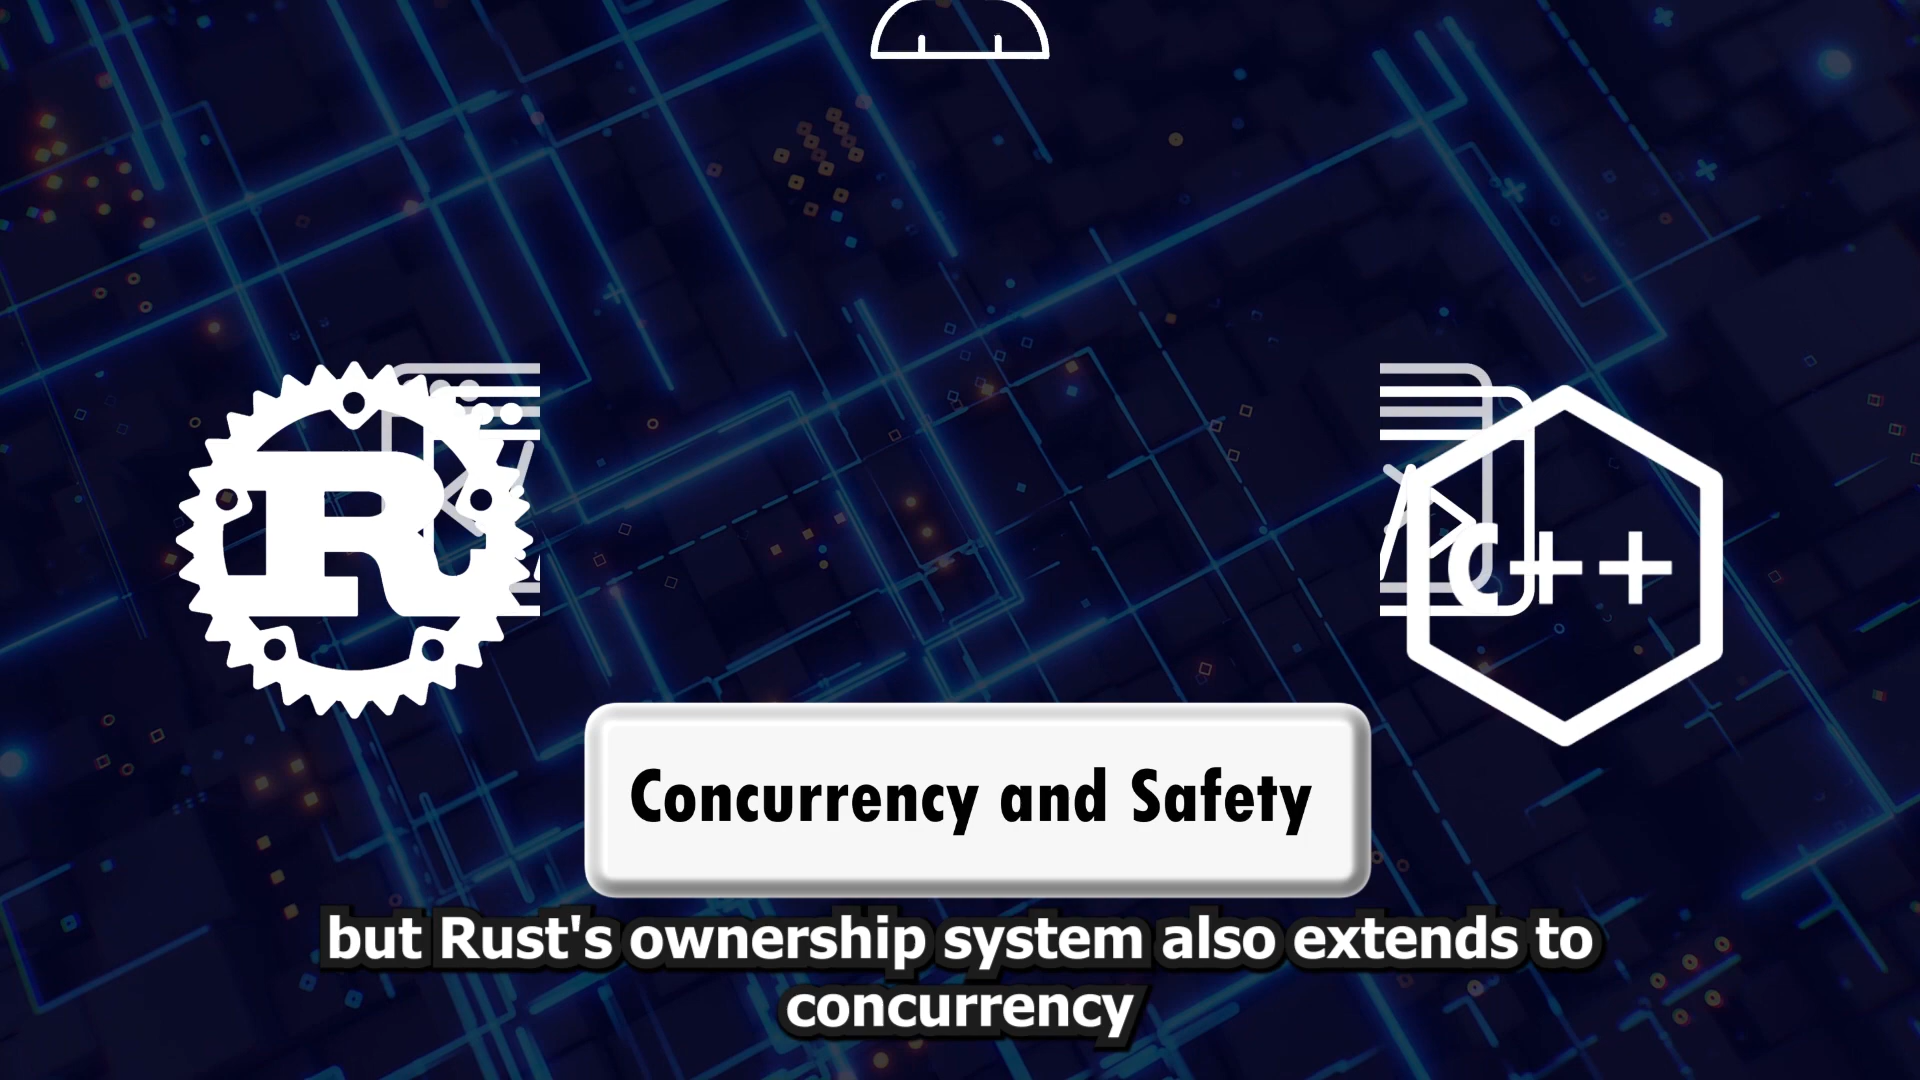 R
C++
Concurrency and Safety
but Rust's ownership system also extends to
concurrency